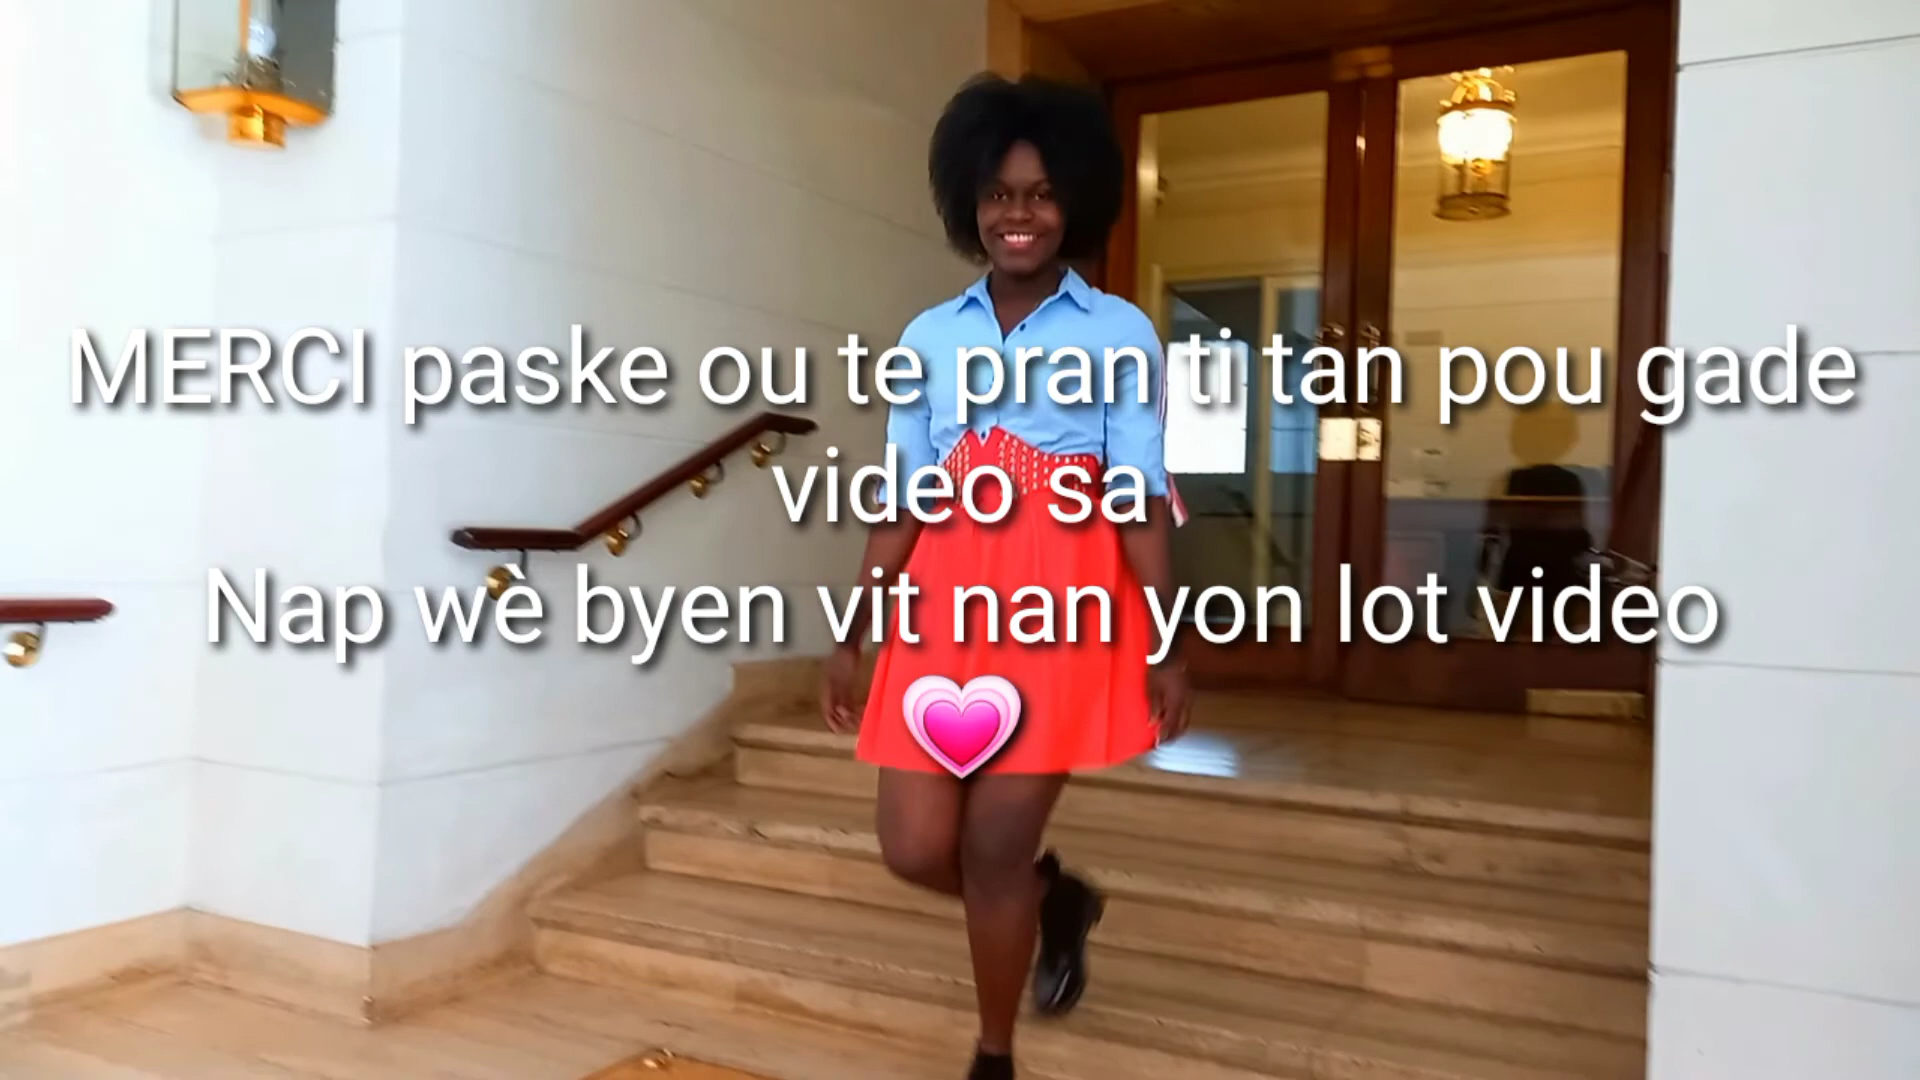 MERCI paske ou te pran ti tan pou gade
video sa
Nap wè byen vit nan yon lot video